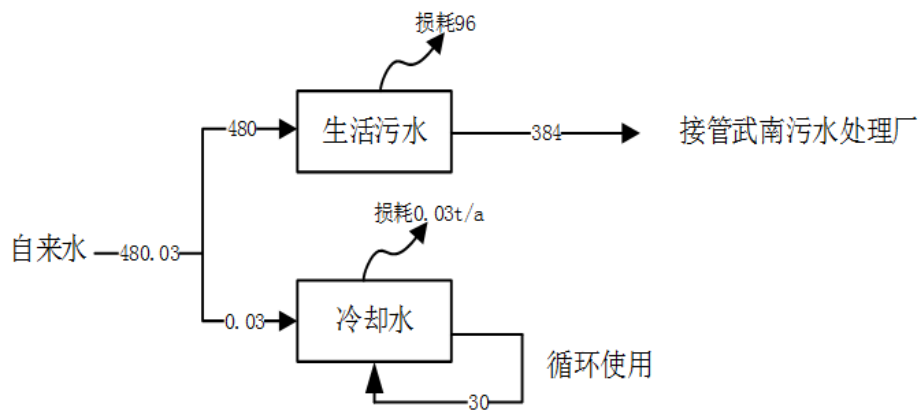 损耗96
480
生活污水
384
接管武南污水处理厂
损耗0.03t/a
自来水
480.03
0.03
冷却水
循环使用
30